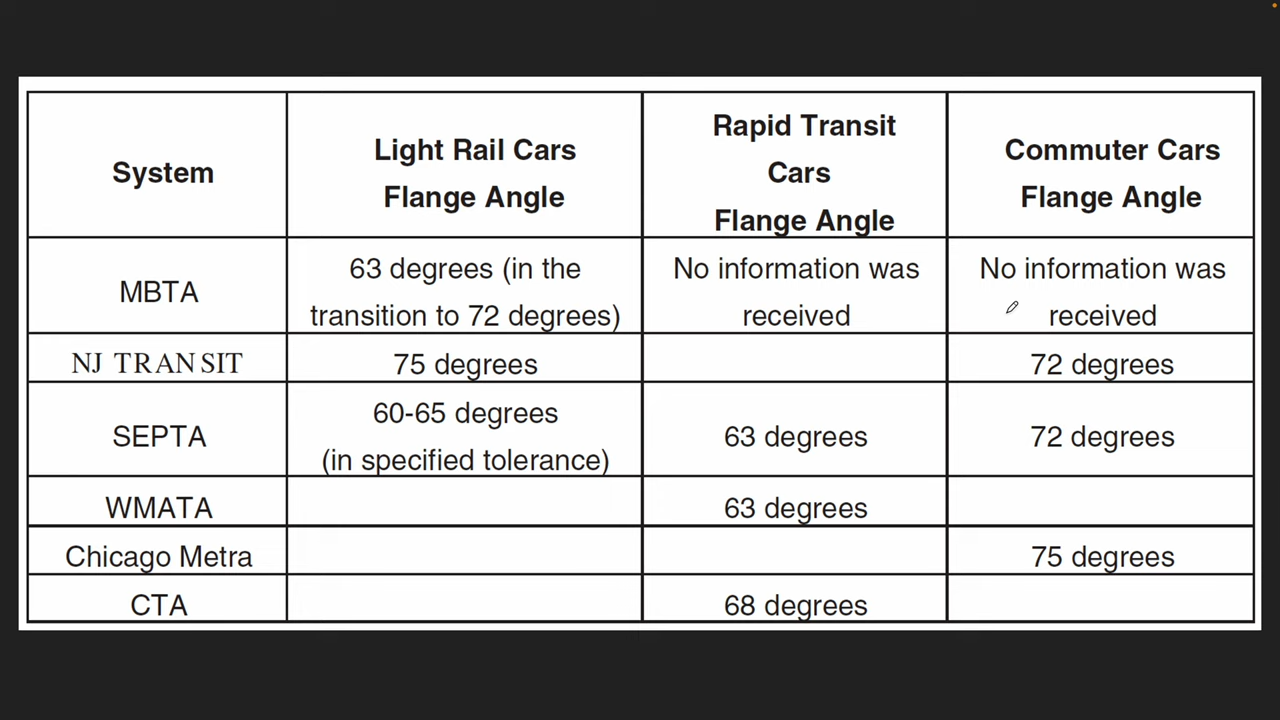 System
Light Rail Cars
Flange Angle
Rapid Transit
Cars
Flange Angle
Commuter Cars
Flange Angle
MBTA
63 degrees (in the
transition to 72 degrees)
No information was
received
No information was
received
NJ TRANSIT
75 degrees
72 degrees
SEPTA
60-65 degrees
(in specified tolerance)
63 degrees
72 degrees
WMATA
63 degrees
Chicago Metra
75 degrees
CTA
68 degrees